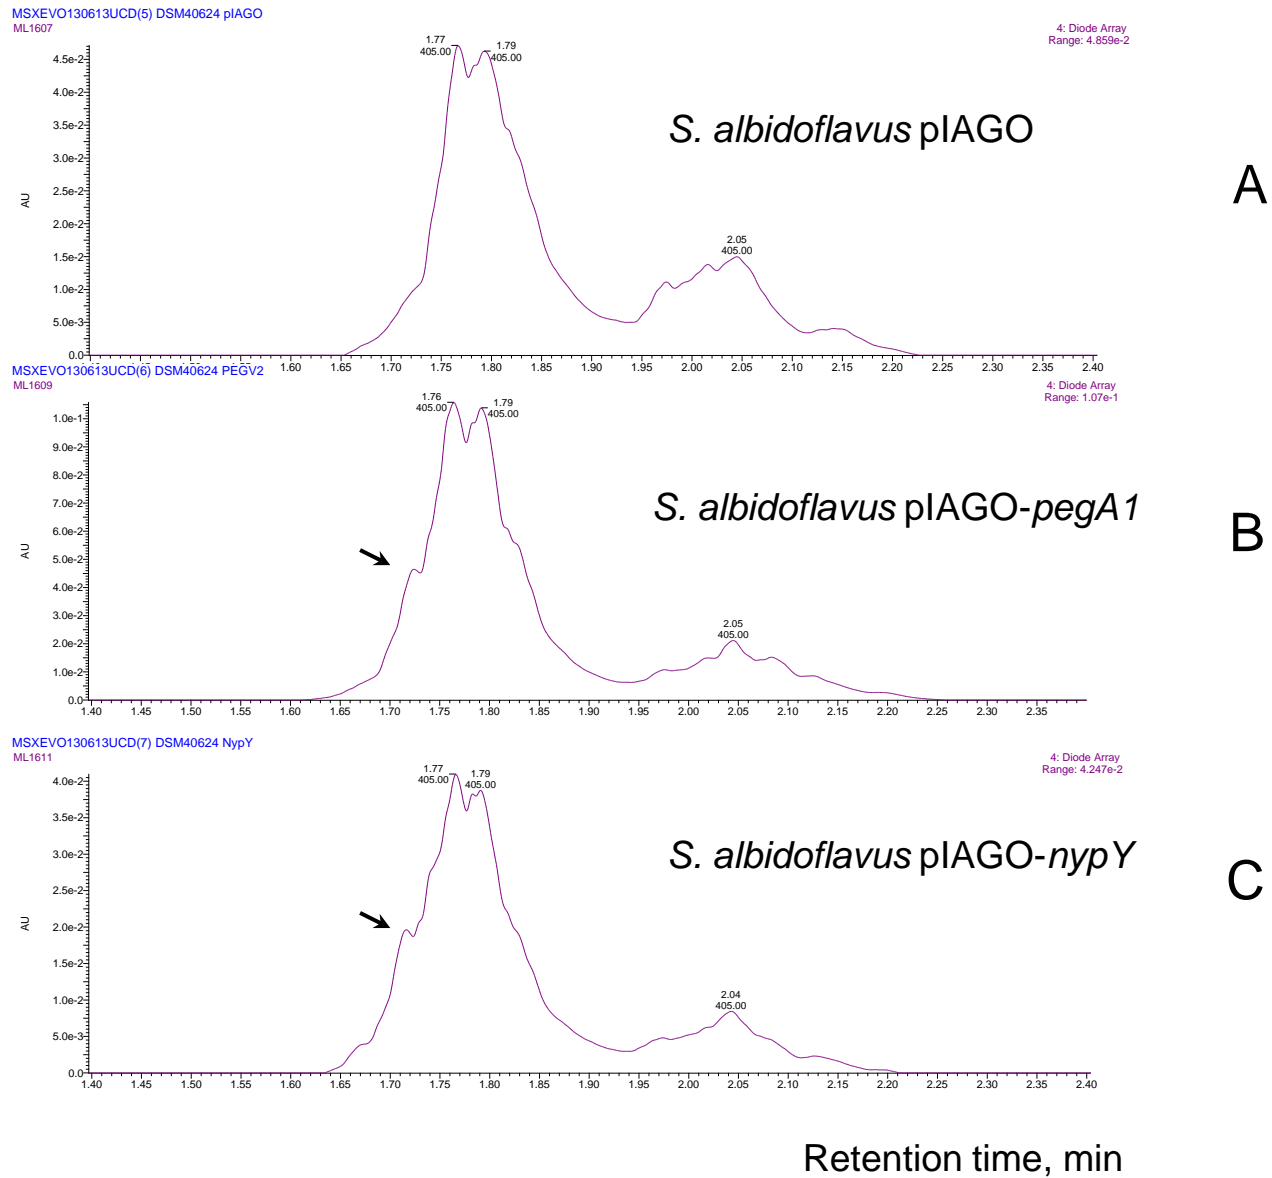 MSXEVO130613UCD(5) DSM40624 pIAGO
ML1607
4: Diode Array
Range: 4.859e-2
1.77
405.00
1.79
405.00
S. albidoflavus pIAGO
A
2.05
405.00
AU
4.5e-2
4.0e-2
3.5e-2
3.0e-2
2.5e-2
2.0e-2
1.5e-2
1.0e-2
5.0e-3
0.0
1.60 1.65 1.70 1.75 1.80 1.85 1.90 1.95 2.00 2.05 2.10 2.15 2.20 2.25 2.30 2.35 2.40
MSXEVO130613UCD(6) DSM40624 PEGV2
ML1609
4: Diode Array
Range: 1.07e-1
1.76
405.00
1.79
405.00
S. albidoflavus pIAGO-pegA1
B
2.05
405.00
AU
1.0e-1
9.0e-2
8.0e-2
7.0e-2
6.0e-2
5.0e-2
4.0e-2
3.0e-2
2.0e-2
1.0e-2
0.0
1.40 1.45 1.50 1.55 1.60 1.65 1.70 1.75 1.80 1.85 1.90 1.95 2.00 2.05 2.10 2.15 2.20 2.25 2.30 2.35
MSXEVO130613UCD(7) DSM40624 NypY
ML1611
4: Diode Array
Range: 4.247e-2
1.77
405.00
1.79
405.00
S. albidoflavus pIAGO-nypY
C
2.04
405.00
AU
4.0e-2
3.5e-2
3.0e-2
2.5e-2
2.0e-2
1.5e-2
1.0e-2
5.0e-3
0.0
1.40 1.45 1.50 1.55 1.60 1.65 1.70 1.75 1.80 1.85 1.90 1.95 2.00 2.05 2.10 2.15 2.20 2.25 2.30 2.35 2.40
Retention time, min